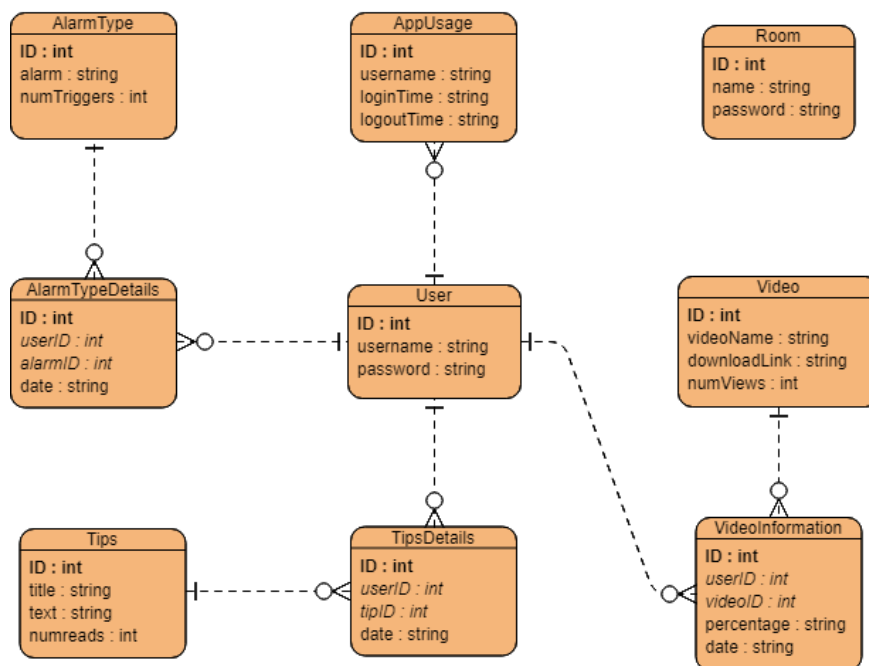 AlarmType
ID : int
alarm : string
numTriggers : int
AppUsage
ID : int
username : string
loginTime : string
logoutTime : string
Room
ID : int
name : string
password : string
AlarmTypeDetails
ID : int
userID : int
alarmID : int
date : string
User
ID : int
username : string
password : string
Video
ID : int
videoName : string
downloadLink : string
numViews : int
Tips
ID : int
title : string
text : string
numreads : int
TipsDetails
ID : int
userID : int
tipID : int
date : string
VideoInformation
ID : int
userID : int
videoID : int
percentage : string
date : string